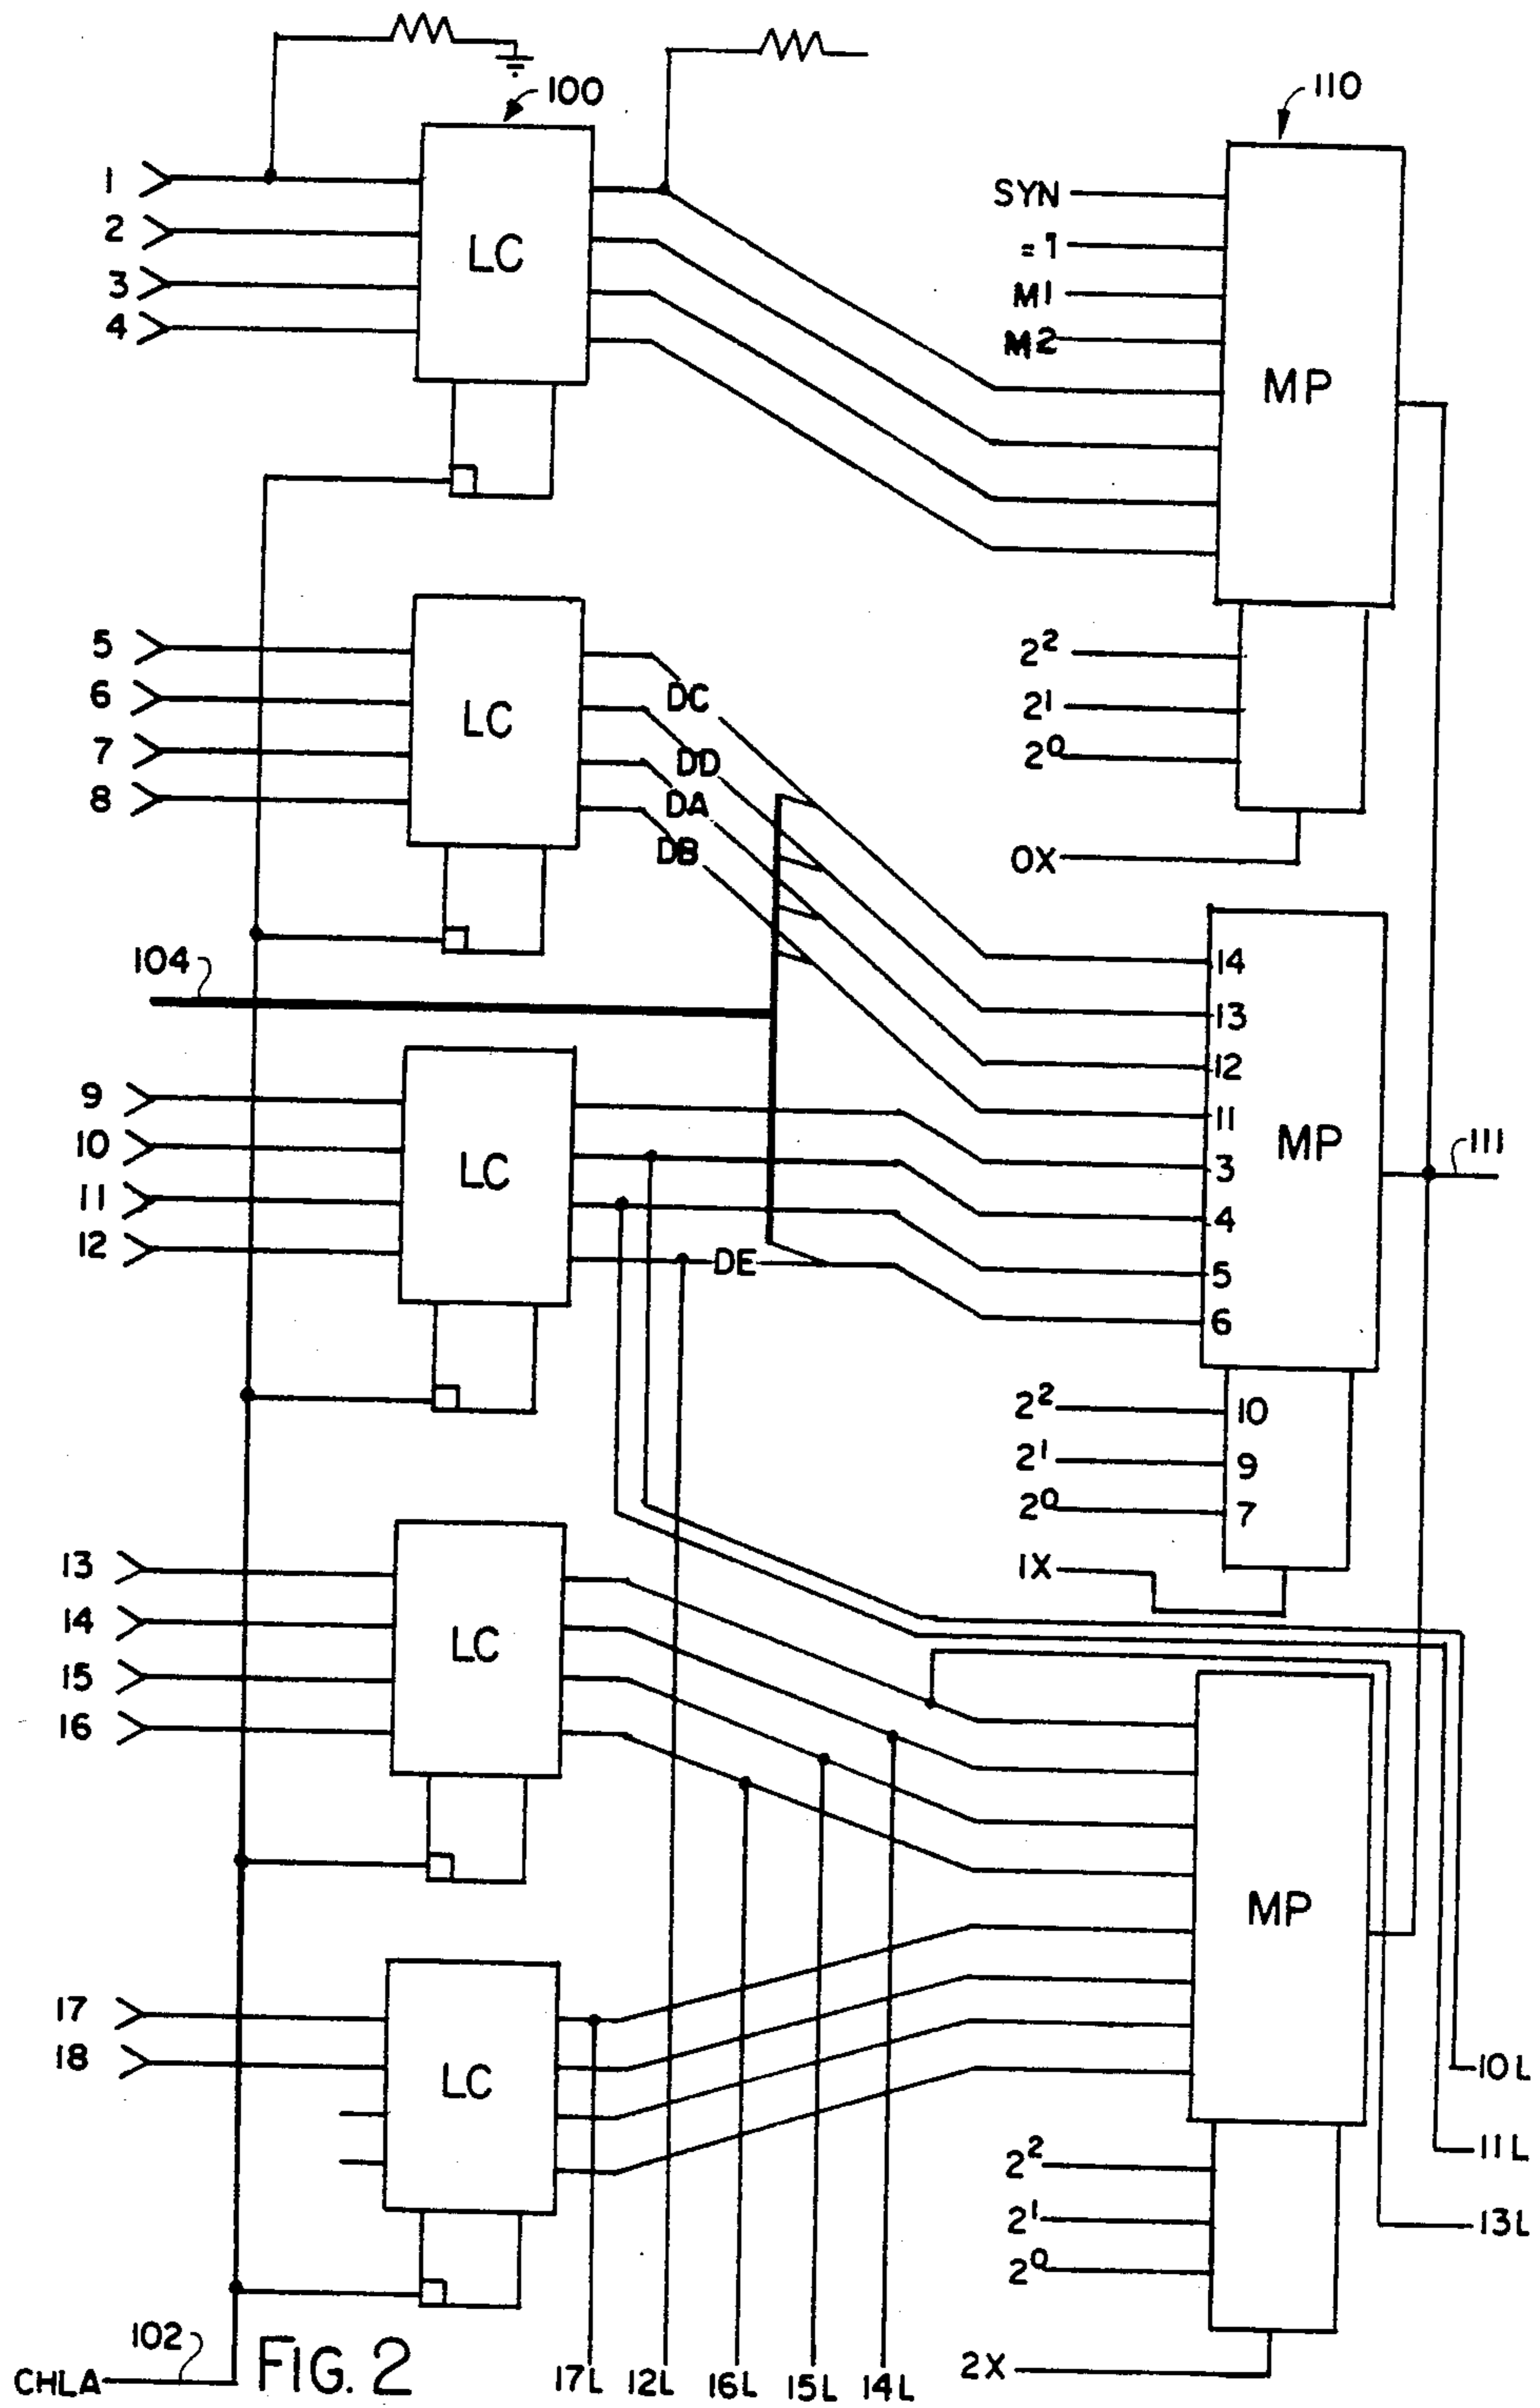 100
110
1
2
3
4
LC
SYN
=1
M1
M2
MP
5
6
7
8
LC
DC
DD
DA
DB
2²
2¹
2⁰
0X
104
14
13
12
11
3
4
5
6
MP
111
9
10
11
12
LC
DE
2² 10
2¹ 9
2⁰ 7
1X
13
14
15
16
LC
MP
17
18
LC
10L
11L
13L
2²
2¹
2⁰
2X
102
CHLA
FIG. 2
17L 12L 16L 15L 14L